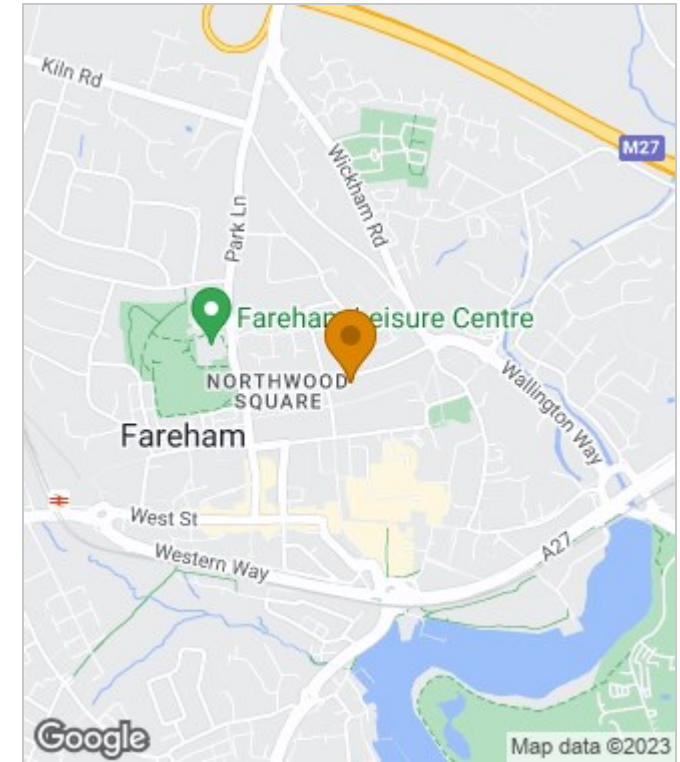 Kiln Rd
M27
Wickham Rd
Park Ln
Fareham Leisure Centre
NORTHWOOD
SQUARE
Wallington Way
Fareham
West St
A27
Western Way
Google
Map data ©2023